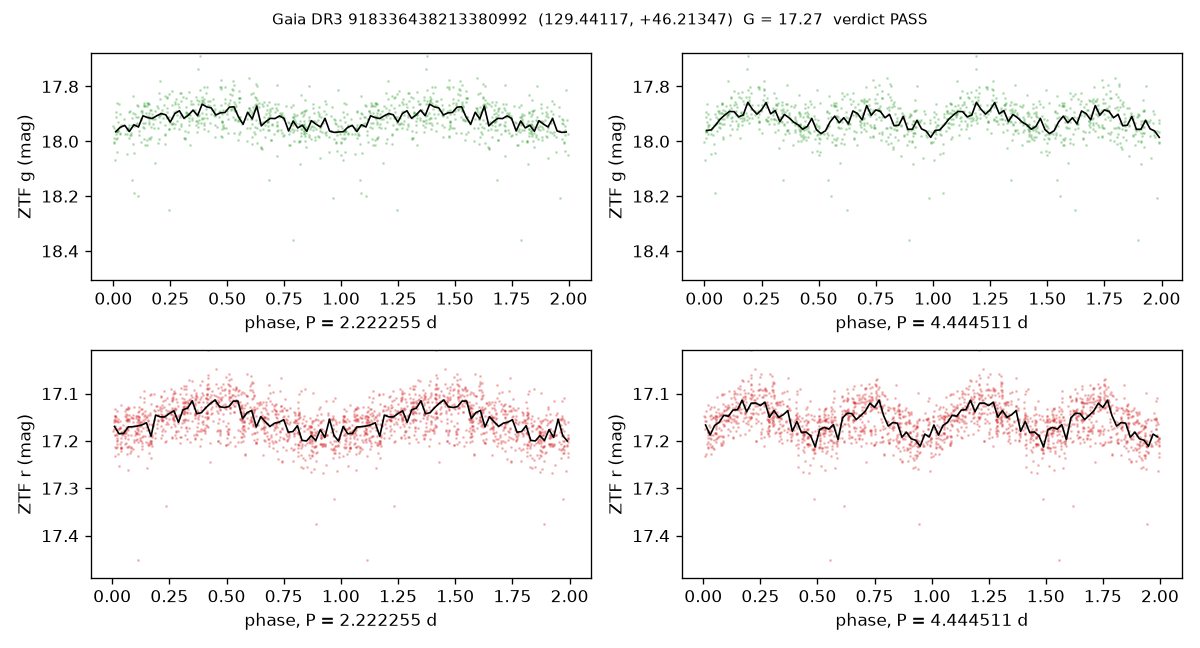 Gaia DR3 918336438213380992 (129.44117, +46.21347) G = 17.27 verdict PASS
ZTF g (mag)
17.8
18.0
18.2
18.4
0.00 0.25 0.50 0.75 1.00 1.25 1.50 1.75 2.00
phase, P = 2.222255 d
ZTF g (mag)
17.8
18.0
18.2
18.4
0.00 0.25 0.50 0.75 1.00 1.25 1.50 1.75 2.00
phase, P = 4.444511 d
ZTF r (mag)
17.1
17.2
17.3
17.4
0.00 0.25 0.50 0.75 1.00 1.25 1.50 1.75 2.00
phase, P = 2.222255 d
ZTF r (mag)
17.1
17.2
17.3
17.4
0.00 0.25 0.50 0.75 1.00 1.25 1.50 1.75 2.00
phase, P = 4.444511 d